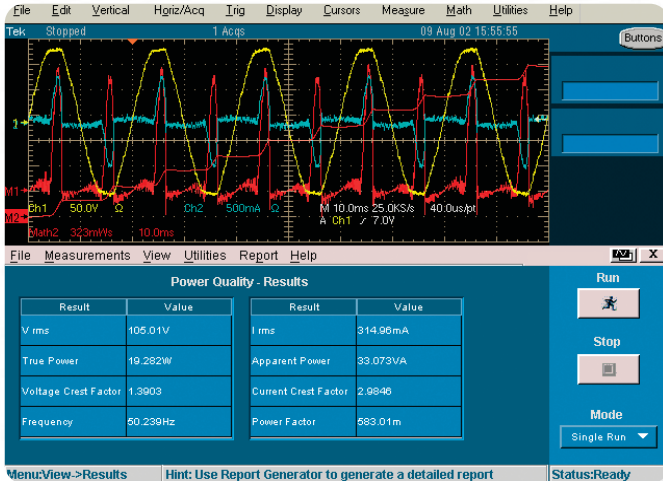 File Edit Vertical Horiz/Acq Trig Display Cursors Measure Math Utilities Help
Tek Stopped 1 Acqs 09 Aug 02 15:55:55 Buttons
1
M1
M2
Ch1 50.0V Ω Ch2 500mA Ω M 10.0ms 25.0KS/s 40.0us/pt
A Ch1 / 7.0V
Math2 323mWs 10.0ms
File Measurements View Utilities Report Help X
Power Quality - Results
Result Value Result Value
V rms 105.01V I rms 314.96mA
True Power 19.282W Apparent Power 33.073VA
Voltage Crest Factor 1.3903 Current Crest Factor 2.9846
Frequency 50.239Hz Power Factor 583.01m
Run
Stop
Mode
Single Run
Menu:View->Results Hint: Use Report Generator to generate a detailed report Status:Ready